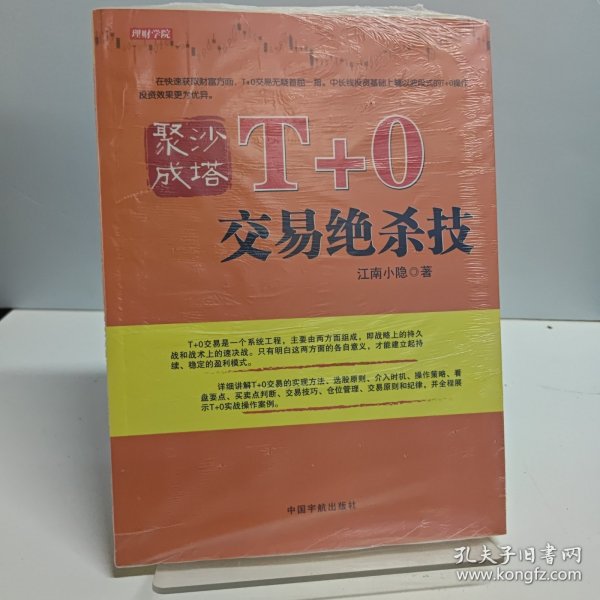 理财学院
在快速获取财富方面，T+0交易无疑首屈一指。中长线投资基础上辅以波段式的T+0操作，
投资效果更为优异。
聚沙
成塔
T+0
交易绝杀技
江南小隐◎著
T+0交易是一个系统工程，主要由两方面组成，即战略上的持久
战和战术上的速决战。只有明白这两方面的各自意义，才能建立起持
续、稳定的盈利模式。
详细讲解T+0交易的实现方法、选股原则、介入时机、操作策略、看
盘要点、买卖点判断、交易技巧、仓位管理、交易原则和纪律，并全程展
示T+0实战操作案例。
中国宇航出版社
孔夫子旧书网
www.kongfz.com